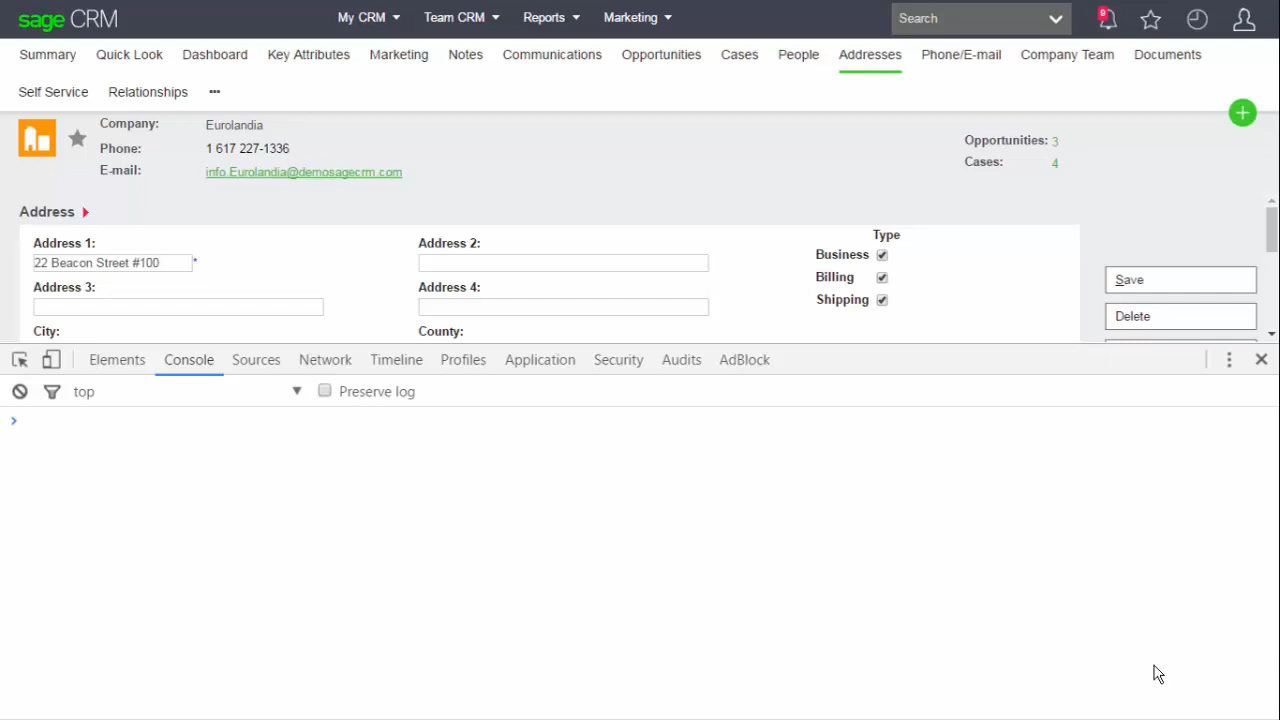 sage CRM My CRM Team CRM Reports Marketing Search 9
Summary Quick Look Dashboard Key Attributes Marketing Notes Communications Opportunities Cases People Addresses Phone/E-mail Company Team Documents
Self Service Relationships ...
Company: Eurolandia
Phone: 1 617 227-1336
E-mail: info.Eurolandia@demosagecrm.com
Opportunities: 3
Cases: 4
Address
Address 1: Address 2: Type
22 Beacon Street #100 * Business
Address 3: Address 4: Billing
Shipping
City: County:
Save
Delete
Elements Console Sources Network Timeline Profiles Application Security Audits AdBlock
top Preserve log
>